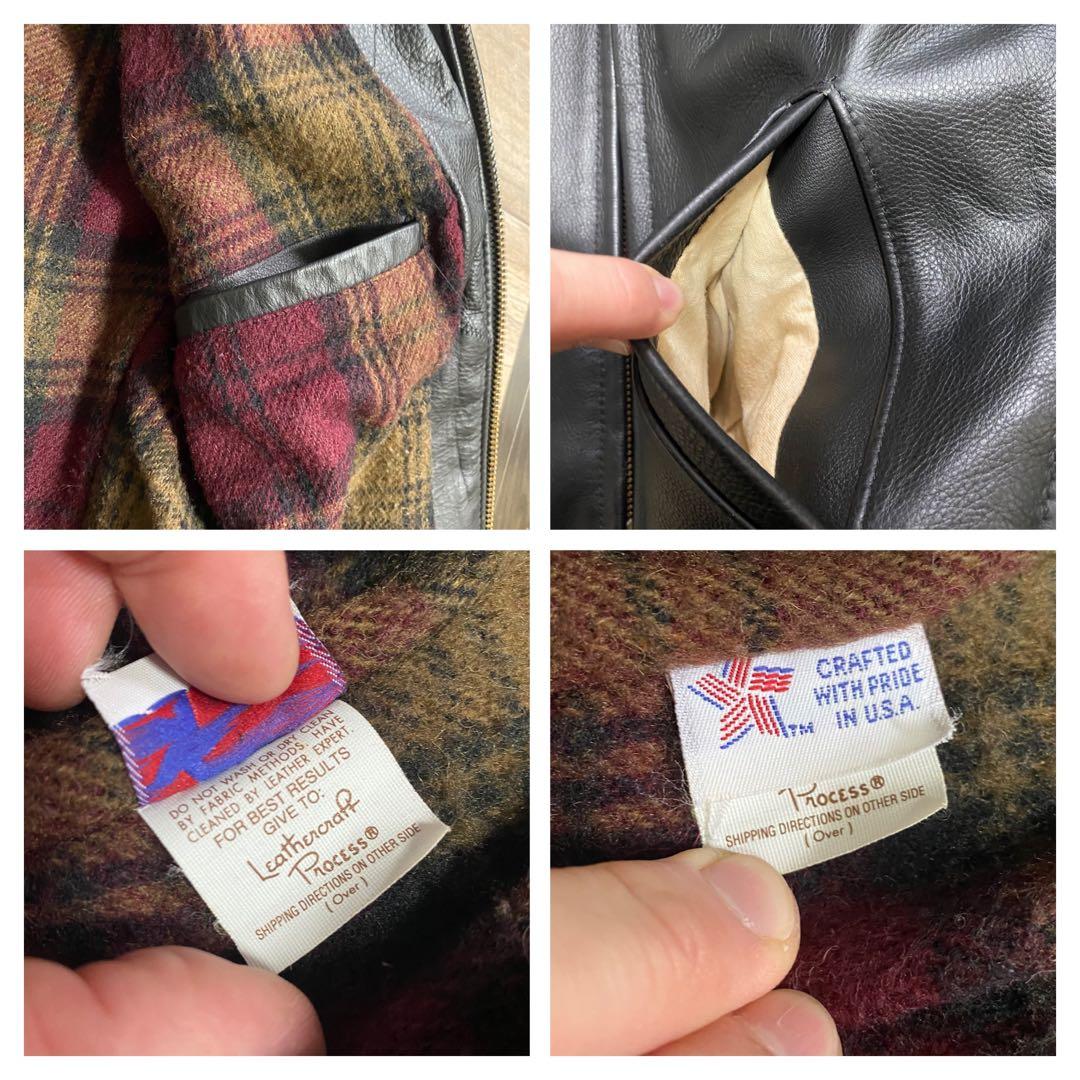 DO NOT WASH OR DRY CLEAN
BY FABRIC METHODS. HAVE
CLEANED BY LEATHER EXPERT.
FOR BEST RESULTS
GIVE TO:
Leathercraft
Process®
SHIPPING DIRECTIONS ON OTHER SIDE
(Over)
CRAFTED
WITH PRIDE
IN U.S.A.
TM
Process®
SHIPPING DIRECTIONS ON OTHER SIDE
(Over)